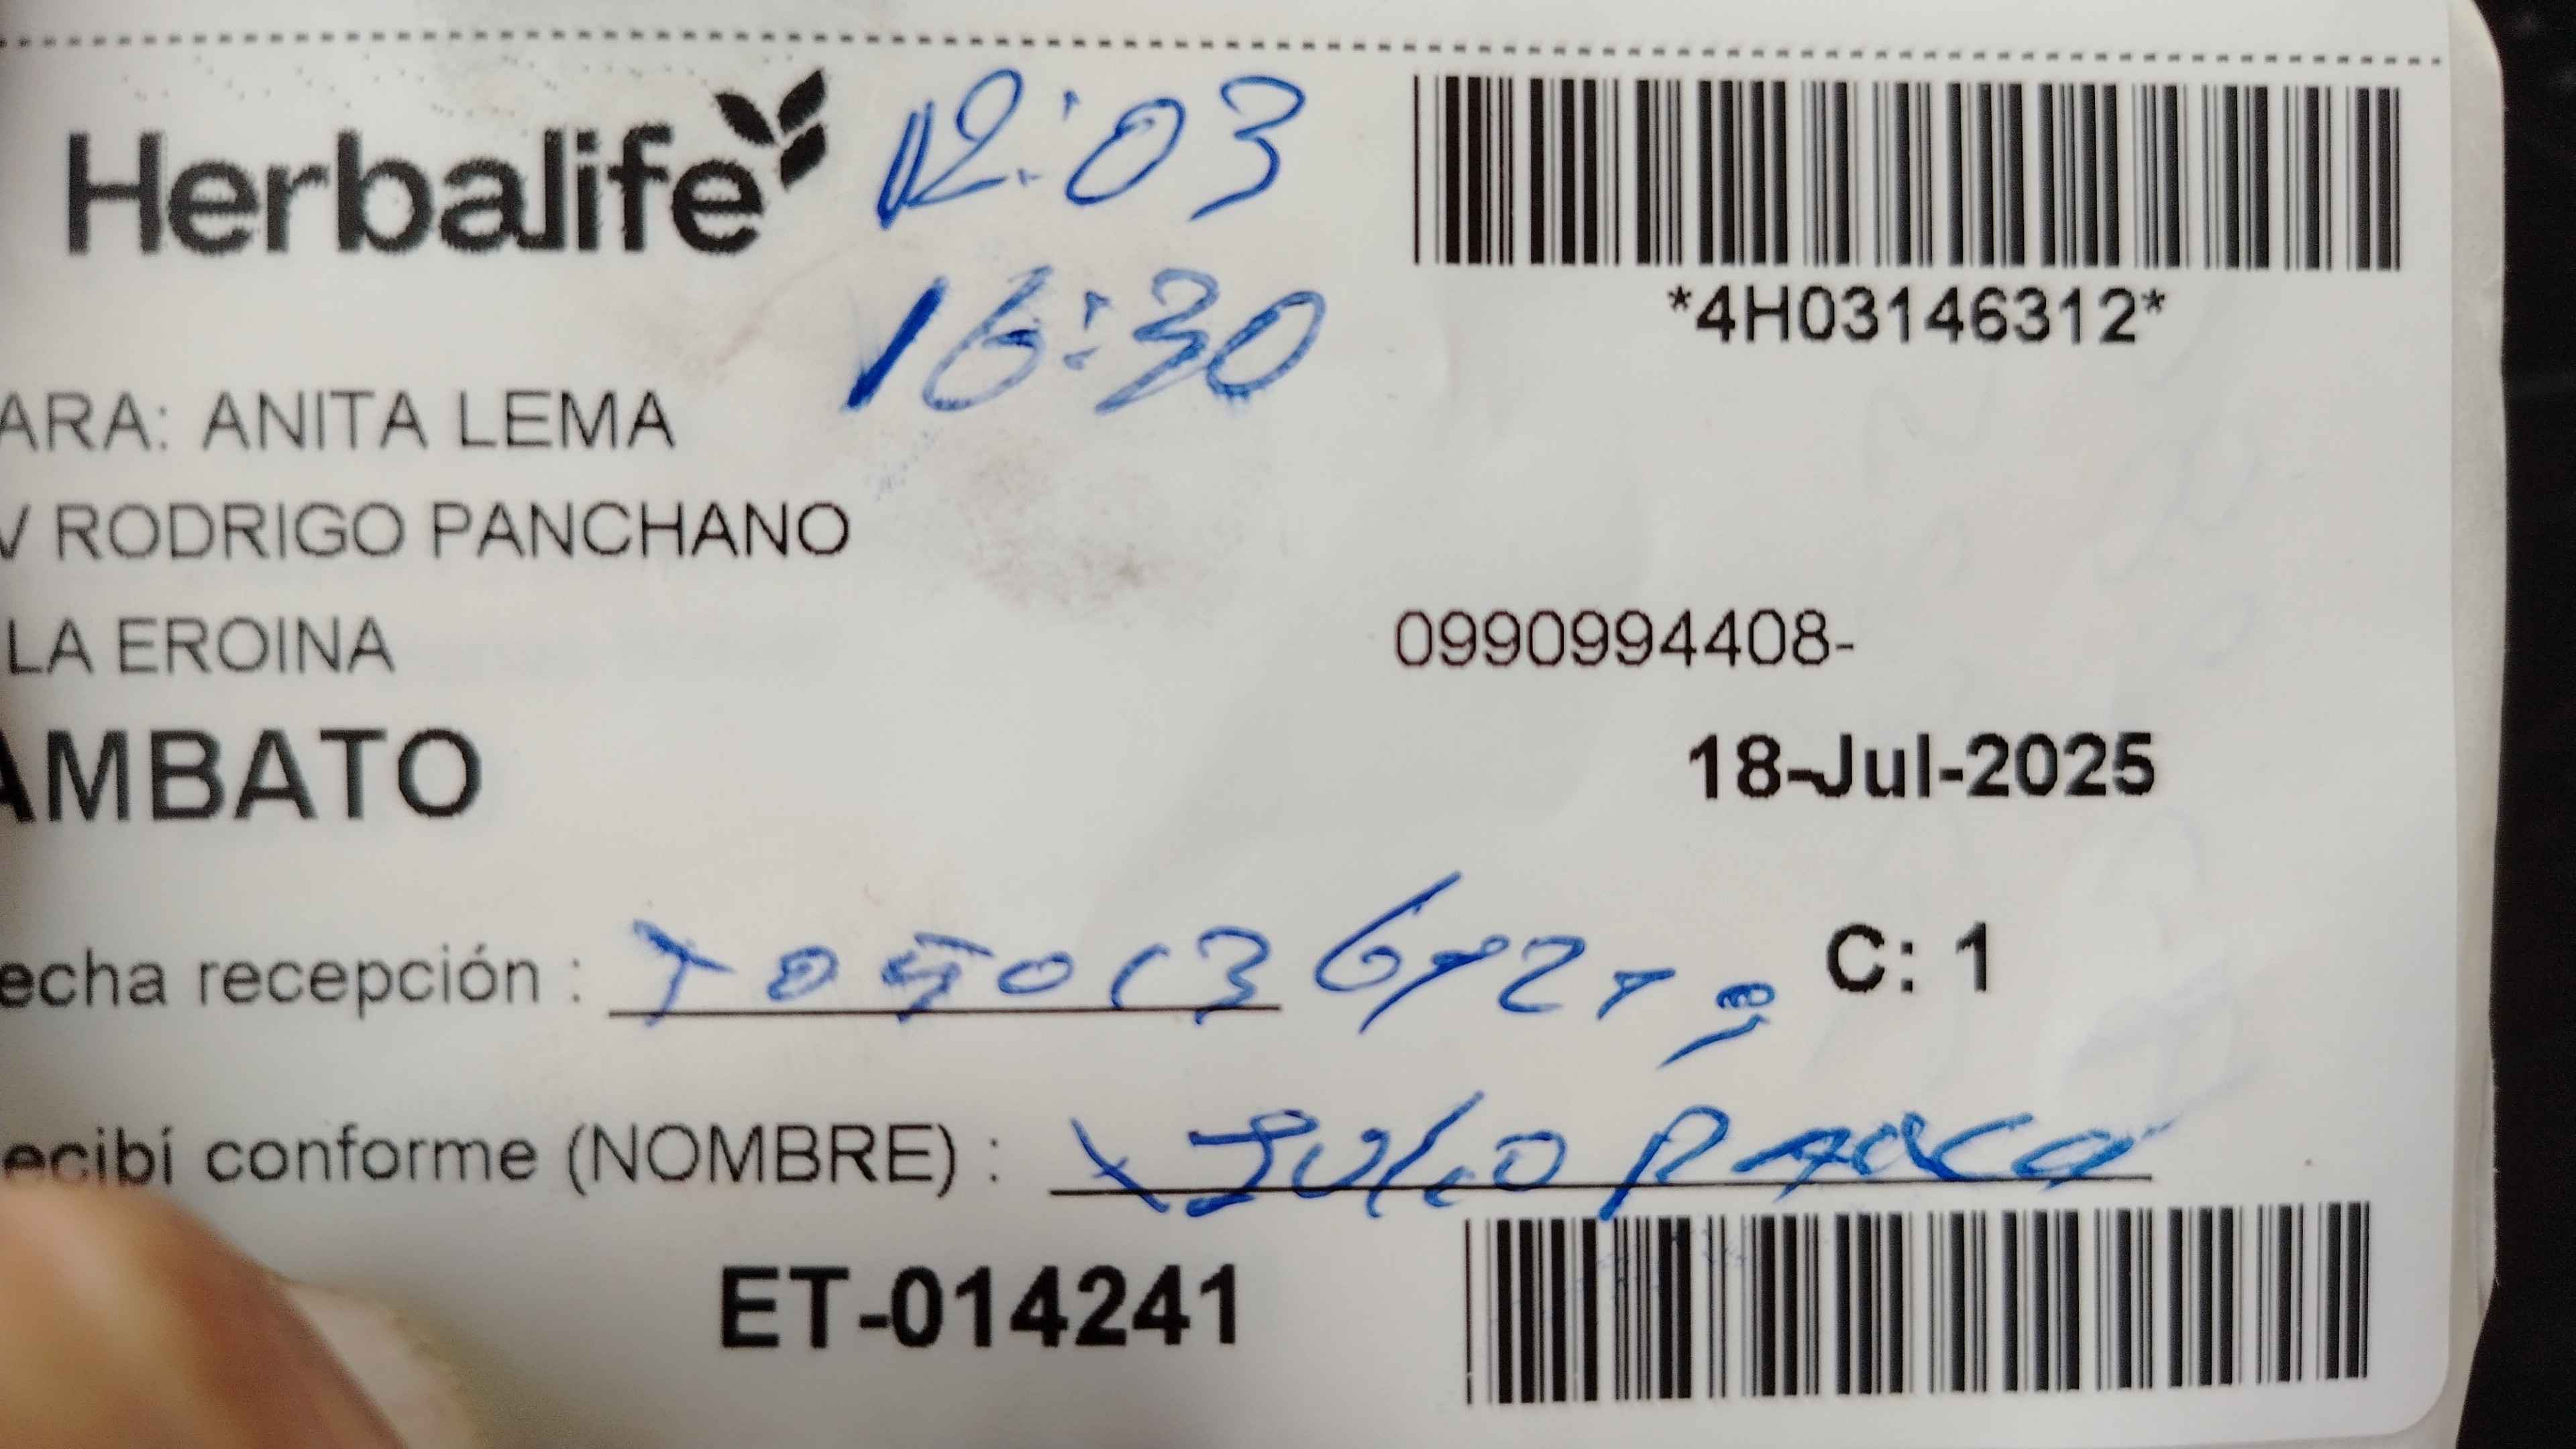 Herbalife
12:03
*4H03146312*
16:30
ARA: ANITA LEMA
V RODRIGO PANCHANO
LA EROINA
0990994408-
AMBATO
18-Jul-2025
echa recepción :
C: 1
ecibí conforme (NOMBRE) : JULIO
ET-014241